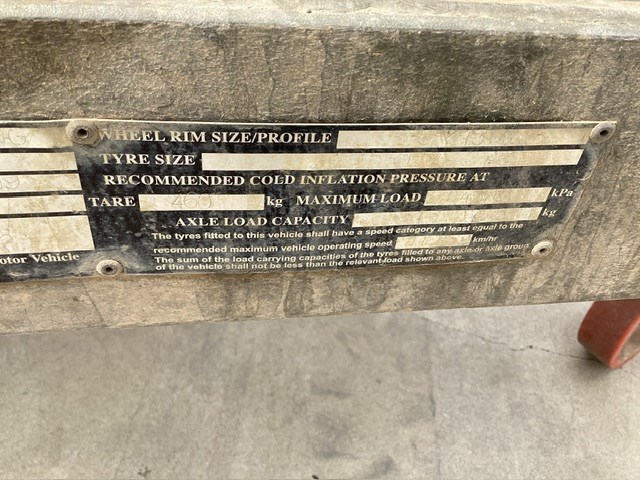 WHEEL RIM SIZE/PROFILE
TYRE SIZE
RECOMMENDED COLD INFLATION PRESSURE AT
TARE 460 kg MAXIMUM LOAD kPa
AXLE LOAD CAPACITY kg
The tyres fitted to this vehicle shall have a speed category at least equal to the
recommended maximum vehicle operating speed km/hr
Motor Vehicle The sum of the load carrying capacities of the tyres filled to any axle/or axle group
of the vehicle shall not be less than the relevant load shown above.